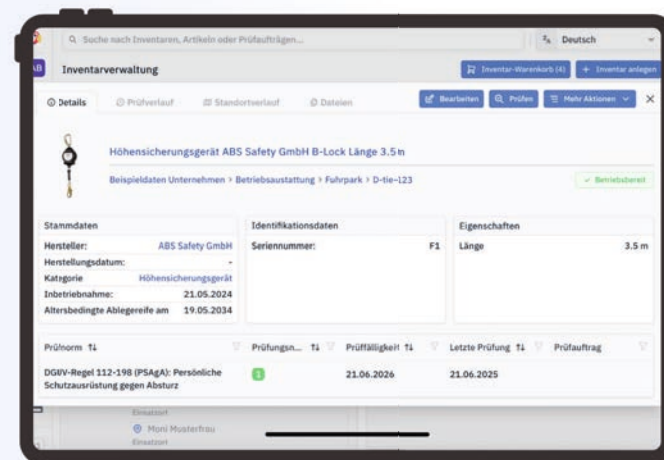 Suche nach Inventaren, Artikeln oder Prüfaufträgen...
Deutsch
AB
Inventarverwaltung
Inventar-Warenkorb (4)
+ Inventar anlegen
Details
Prüfverlauf
Standortverlauf
Dateien
Bearbeiten
Prüfen
Mehr Aktionen
Höhensicherungsgerät ABS Safety GmbH B-Lock Länge 3.5 m
Beispieldaten Unternehmen > Betriebsaustattung > Fuhrpark > D-tie-123
Betriebsbereit
Stammdaten
Hersteller: ABS Safety GmbH
Herstellungsdatum: -
Kategorie Höhensicherungsgerät
Inbetriebnahme: 21.05.2024
Altersbedingte Ablegereife am 19.05.2034
Identifikationsdaten
Seriennummer: F1
Eigenschaften
Länge 3.5 m
Prüfnorm Prüfungsn... Prüffälligkeit Letzte Prüfung Prüfauftrag
DGUV-Regel 112-198 (PSAgA): Persönliche
Schutzausrüstung gegen Absturz
1
21.06.2026
21.06.2025
Einsatzort
Moni Musterfrau
Einsatzort